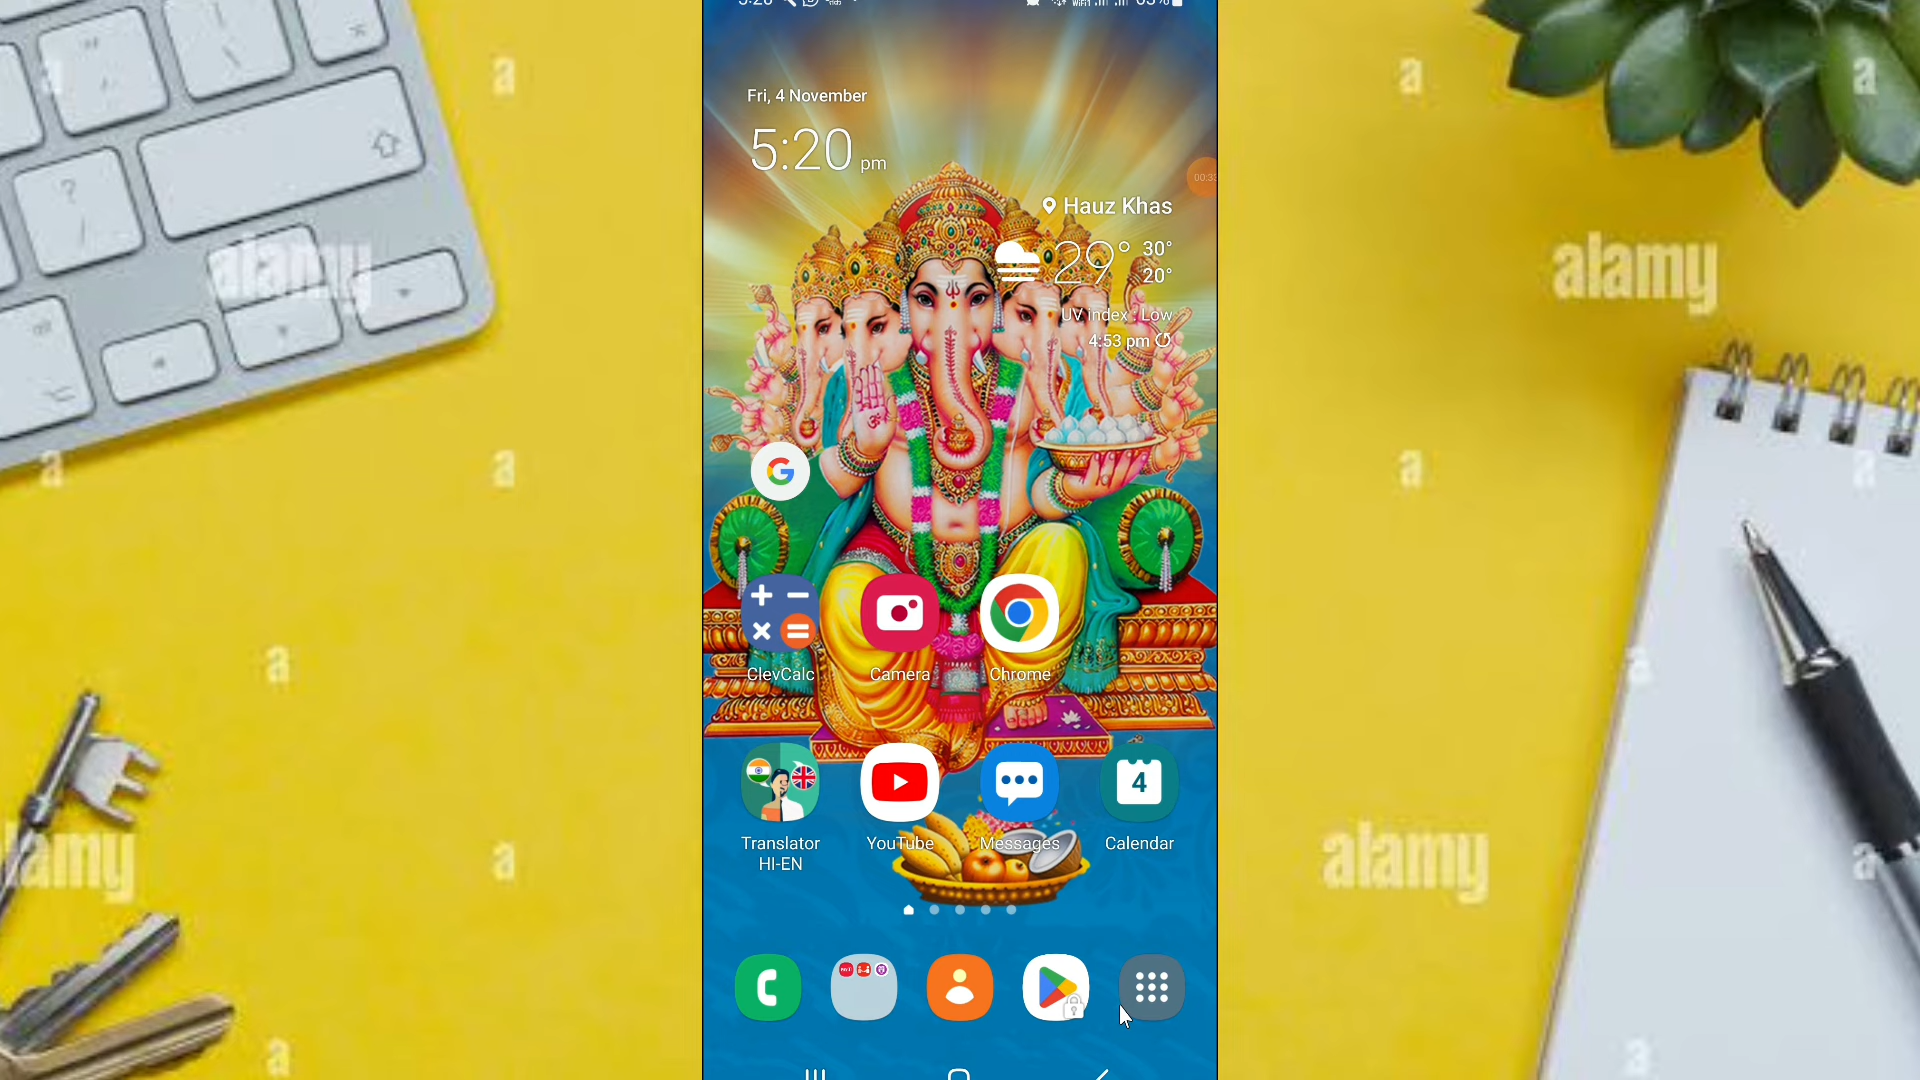 Fri, 4 November
5:20 pm
Hauz Khas
29° 30°
20°
UV index : Low
4:53 pm
ClevCalc
Camera
Chrome
Translator
HI-EN
YouTube
Messages
4
Calendar
alamy
alamy
alamy
alamy
a
a
a
a
a
a
a
a
a
a
a
a